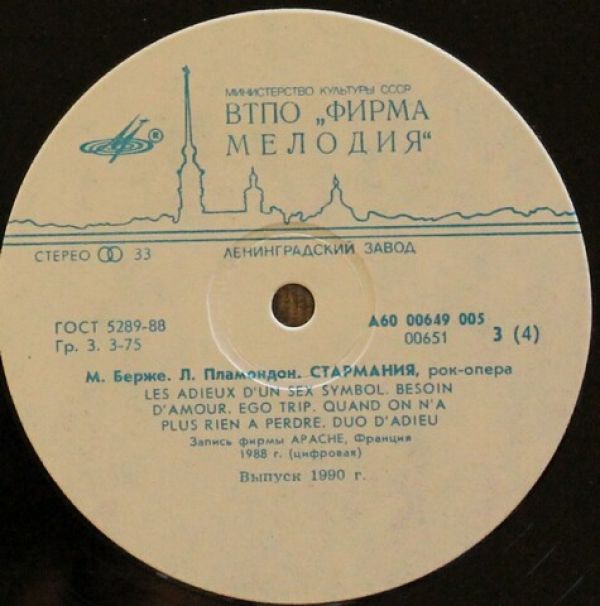 МИНИСТЕРСТВО КУЛЬТУРЫ СССР
ВТПО „ФИРМА
МЕЛОДИЯ“
®
СТЕРЕО 33
ЛЕНИНГРАДСКИЙ ЗАВОД
ГОСТ 5289-88
Гр. 3. 3-75
А60 00649 005
00651
3 (4)
М. Берже. Л. Пламондон. СТАРМАНИЯ, рок-опера
LES ADIEUX D'UN SEX SYMBOL. BESOIN
D'AMOUR. EGO TRIP. QUAND ON N'A
PLUS RIEN A PERDRE. DUO D'ADIEU
Запись фирмы APACHE, Франция
1988 г. (цифровая)
Выпуск 1990 г.